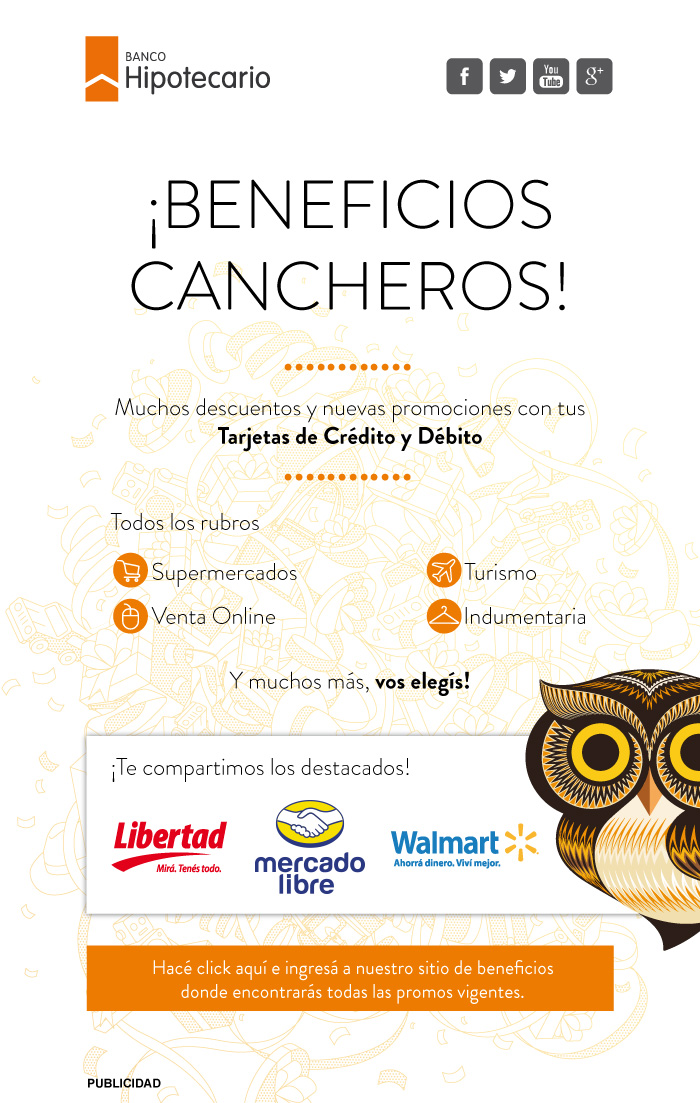 BANCO
Hipotecario
f
You
Tube
g+
¡BENEFICIOS
CANCHEROS!
Muchos descuentos y nuevas promociones con tus
Tarjetas de Crédito y Débito
Todos los rubros
Supermercados
Turismo
Venta Online
Indumentaria
Y muchos más, vos elegís!
¡Te compartimos los destacados!
Libertad
Mirá. Tenés todo.
mercado
libre
Walmart
Ahorrá dinero. Viví mejor.
Hacé click aquí e ingresá a nuestro sitio de beneficios
donde encontrarás todas las promos vigentes.
PUBLICIDAD